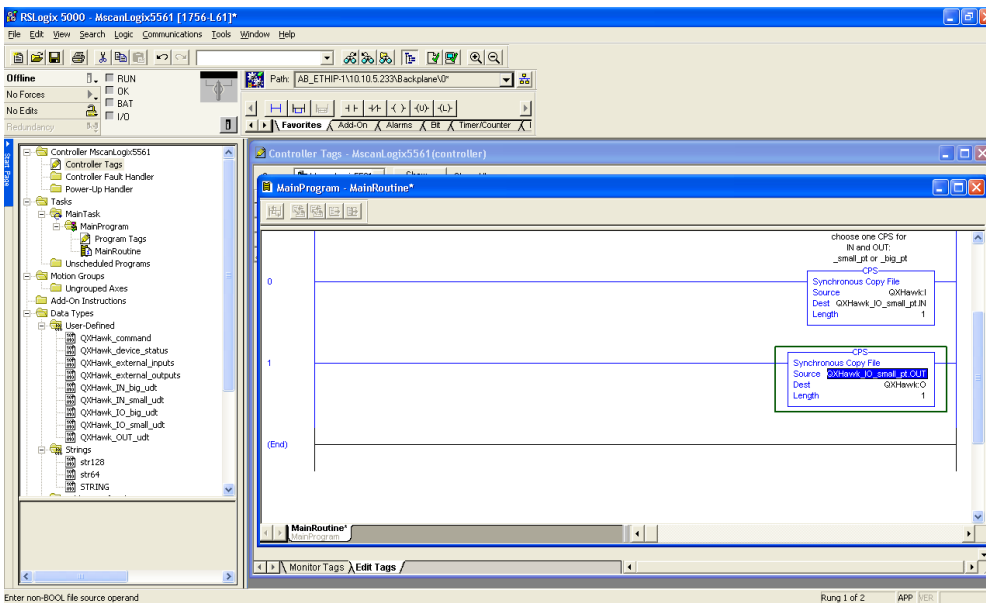 RSLogix 5000 - MscanLogix5561 [1756-L61]*
File Edit View Search Logic Communications Tools Window Help
Offline
RUN
No Forces
OK
No Edits
BAT
Redundancy
I/O
Path: AB_ETHIP-1\10.10.5.233\Backplane\0*
Favorites Add-On Alarms Bit Timer/Counter
Start Page
Controller MscanLogix5561
Controller Tags
Controller Fault Handler
Power-Up Handler
Tasks
MainTask
MainProgram
Program Tags
MainRoutine
Unscheduled Programs
Motion Groups
Ungrouped Axes
Add-On Instructions
Data Types
User-Defined
QXHawk_command
QXHawk_device_status
QXHawk_external_inputs
QXHawk_external_outputs
QXHawk_IN_big_udt
QXHawk_IN_small_udt
QXHawk_IO_big_udt
QXHawk_IO_small_udt
QXHawk_OUT_udt
Strings
str128
str64
STRING
Controller Tags - MscanLogix5561(controller)
MainProgram - MainRoutine*
choose one CPS for
IN and OUT:
_small_pt or _big_pt
0
CPS
Synchronous Copy File
Source QXHawk:I
Dest QXHawk_IO_small_pt.IN
Length 1
1
CPS
Synchronous Copy File
Source QXHawk_IO_small_pt.OUT
Dest QXHawk:O
Length 1
(End)
MainRoutine*
MainProgram
Monitor Tags Edit Tags
Enter non-BOOL file source operand
Rung 1 of 2 APP VER